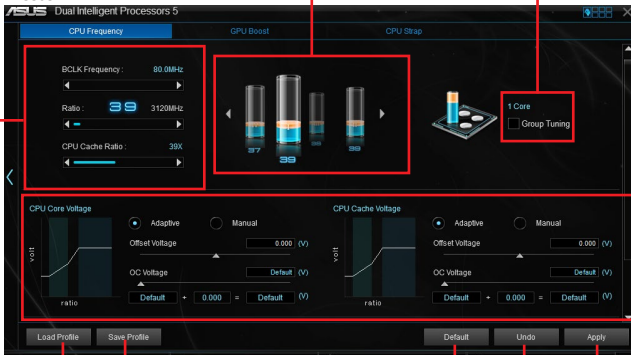 ASUS Dual Intelligent Processors 5
CPU Frequency GPU Boost CPU Strap
BCLK Frequency : 80.0MHz
Ratio : 39 3120MHz
CPU Cache Ratio : 39X
37 39 38 39
1 Core
Group Tuning
CPU Core Voltage
Adaptive Manual
Offset Voltage 0.000 (V)
OC Voltage Default (V)
Default + 0.000 = Default (V)
volt
ratio
CPU Cache Voltage
Adaptive Manual
Offset Voltage 0.000 (V)
OC Voltage Default (V)
Default + 0.000 = Default (V)
volt
ratio
Load Profile Save Profile Default Undo Apply